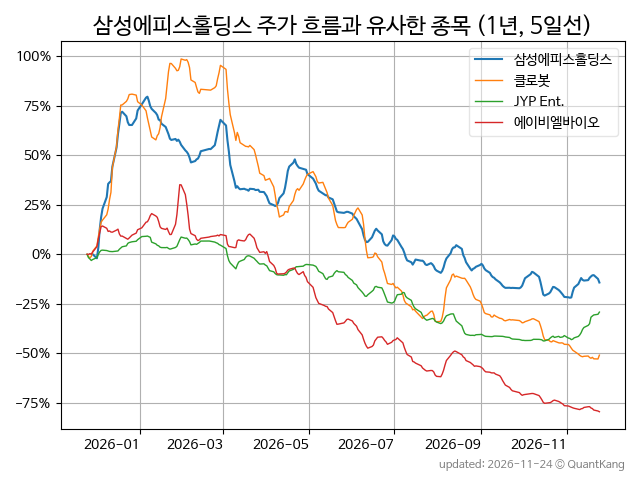 삼성에피스홀딩스 주가 흐름과 유사한 종목 (1년, 5일선)
삼성에피스홀딩스
클로봇
JYP Ent.
에이비엘바이오
100%
75%
50%
25%
0%
−25%
−50%
−75%
2026-01
2026-03
2026-05
2026-07
2026-09
2026-11
updated: 2026-11-24 © QuantKang